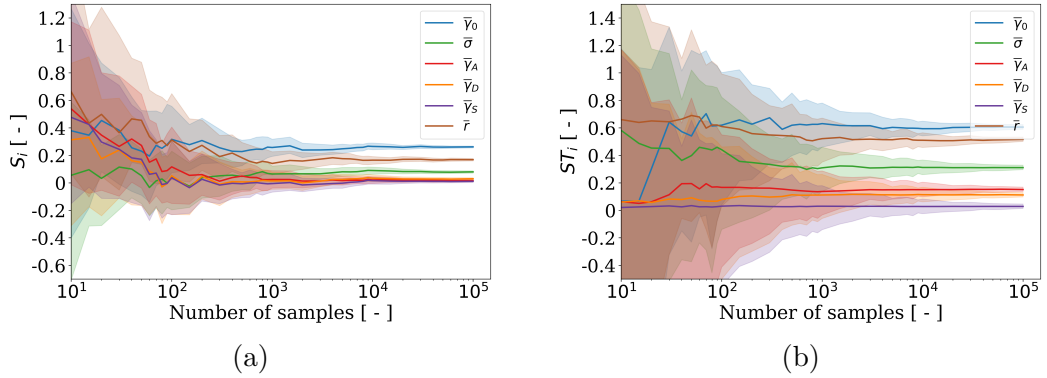 1.2
1
0.8
0.6
0.4
0.2
0
-0.2
-0.4
-0.6
S_i [ - ]
10^1 10^2 10^3 10^4 10^5
Number of samples [ - ]
γ̅_0
σ̅
γ̅_A
γ̅_D
γ̅_S
r̅
(a)
1.4
1.2
1
0.8
0.6
0.4
0.2
0
-0.2
-0.4
ST_i [ - ]
10^1 10^2 10^3 10^4 10^5
Number of samples [ - ]
γ̅_0
σ̅
γ̅_A
γ̅_D
γ̅_S
r̅
(b)